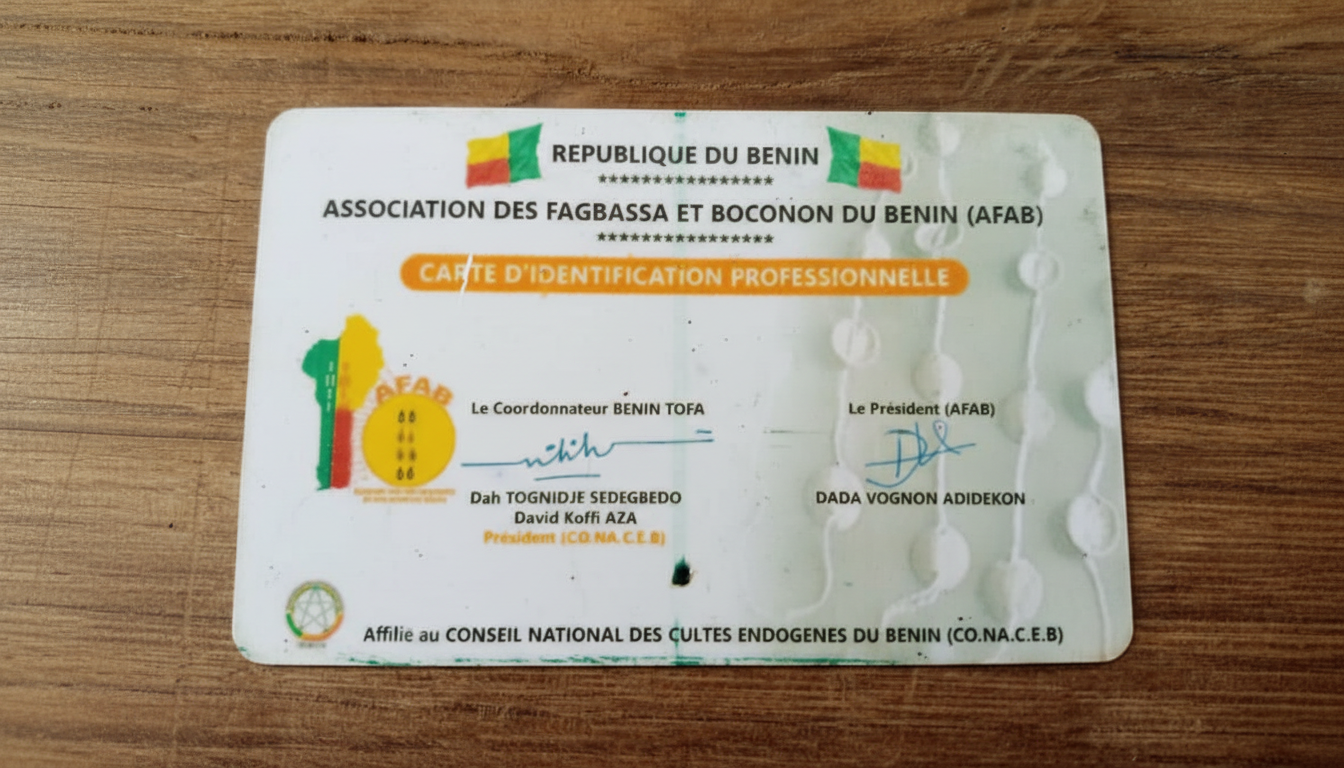 REPUBLIQUE DU BENIN
****************
ASSOCIATION DES FAGBASSA ET BOCONON DU BENIN (AFAB)
****************
CARTE D'IDENTIFICATION PROFESSIONNELLE
AFAB
Le Coordonnateur BENIN TOFA
Dah TOGNIDJE SEDEGBEDO
David Koffi AZA
Président (CO.NA.C.E.B)
Le Président (AFAB)
DADA VOGNON ADIDEKON
Affilie au CONSEIL NATIONAL DES CULTES ENDOGENES DU BENIN (CO.NA.C.E.B)